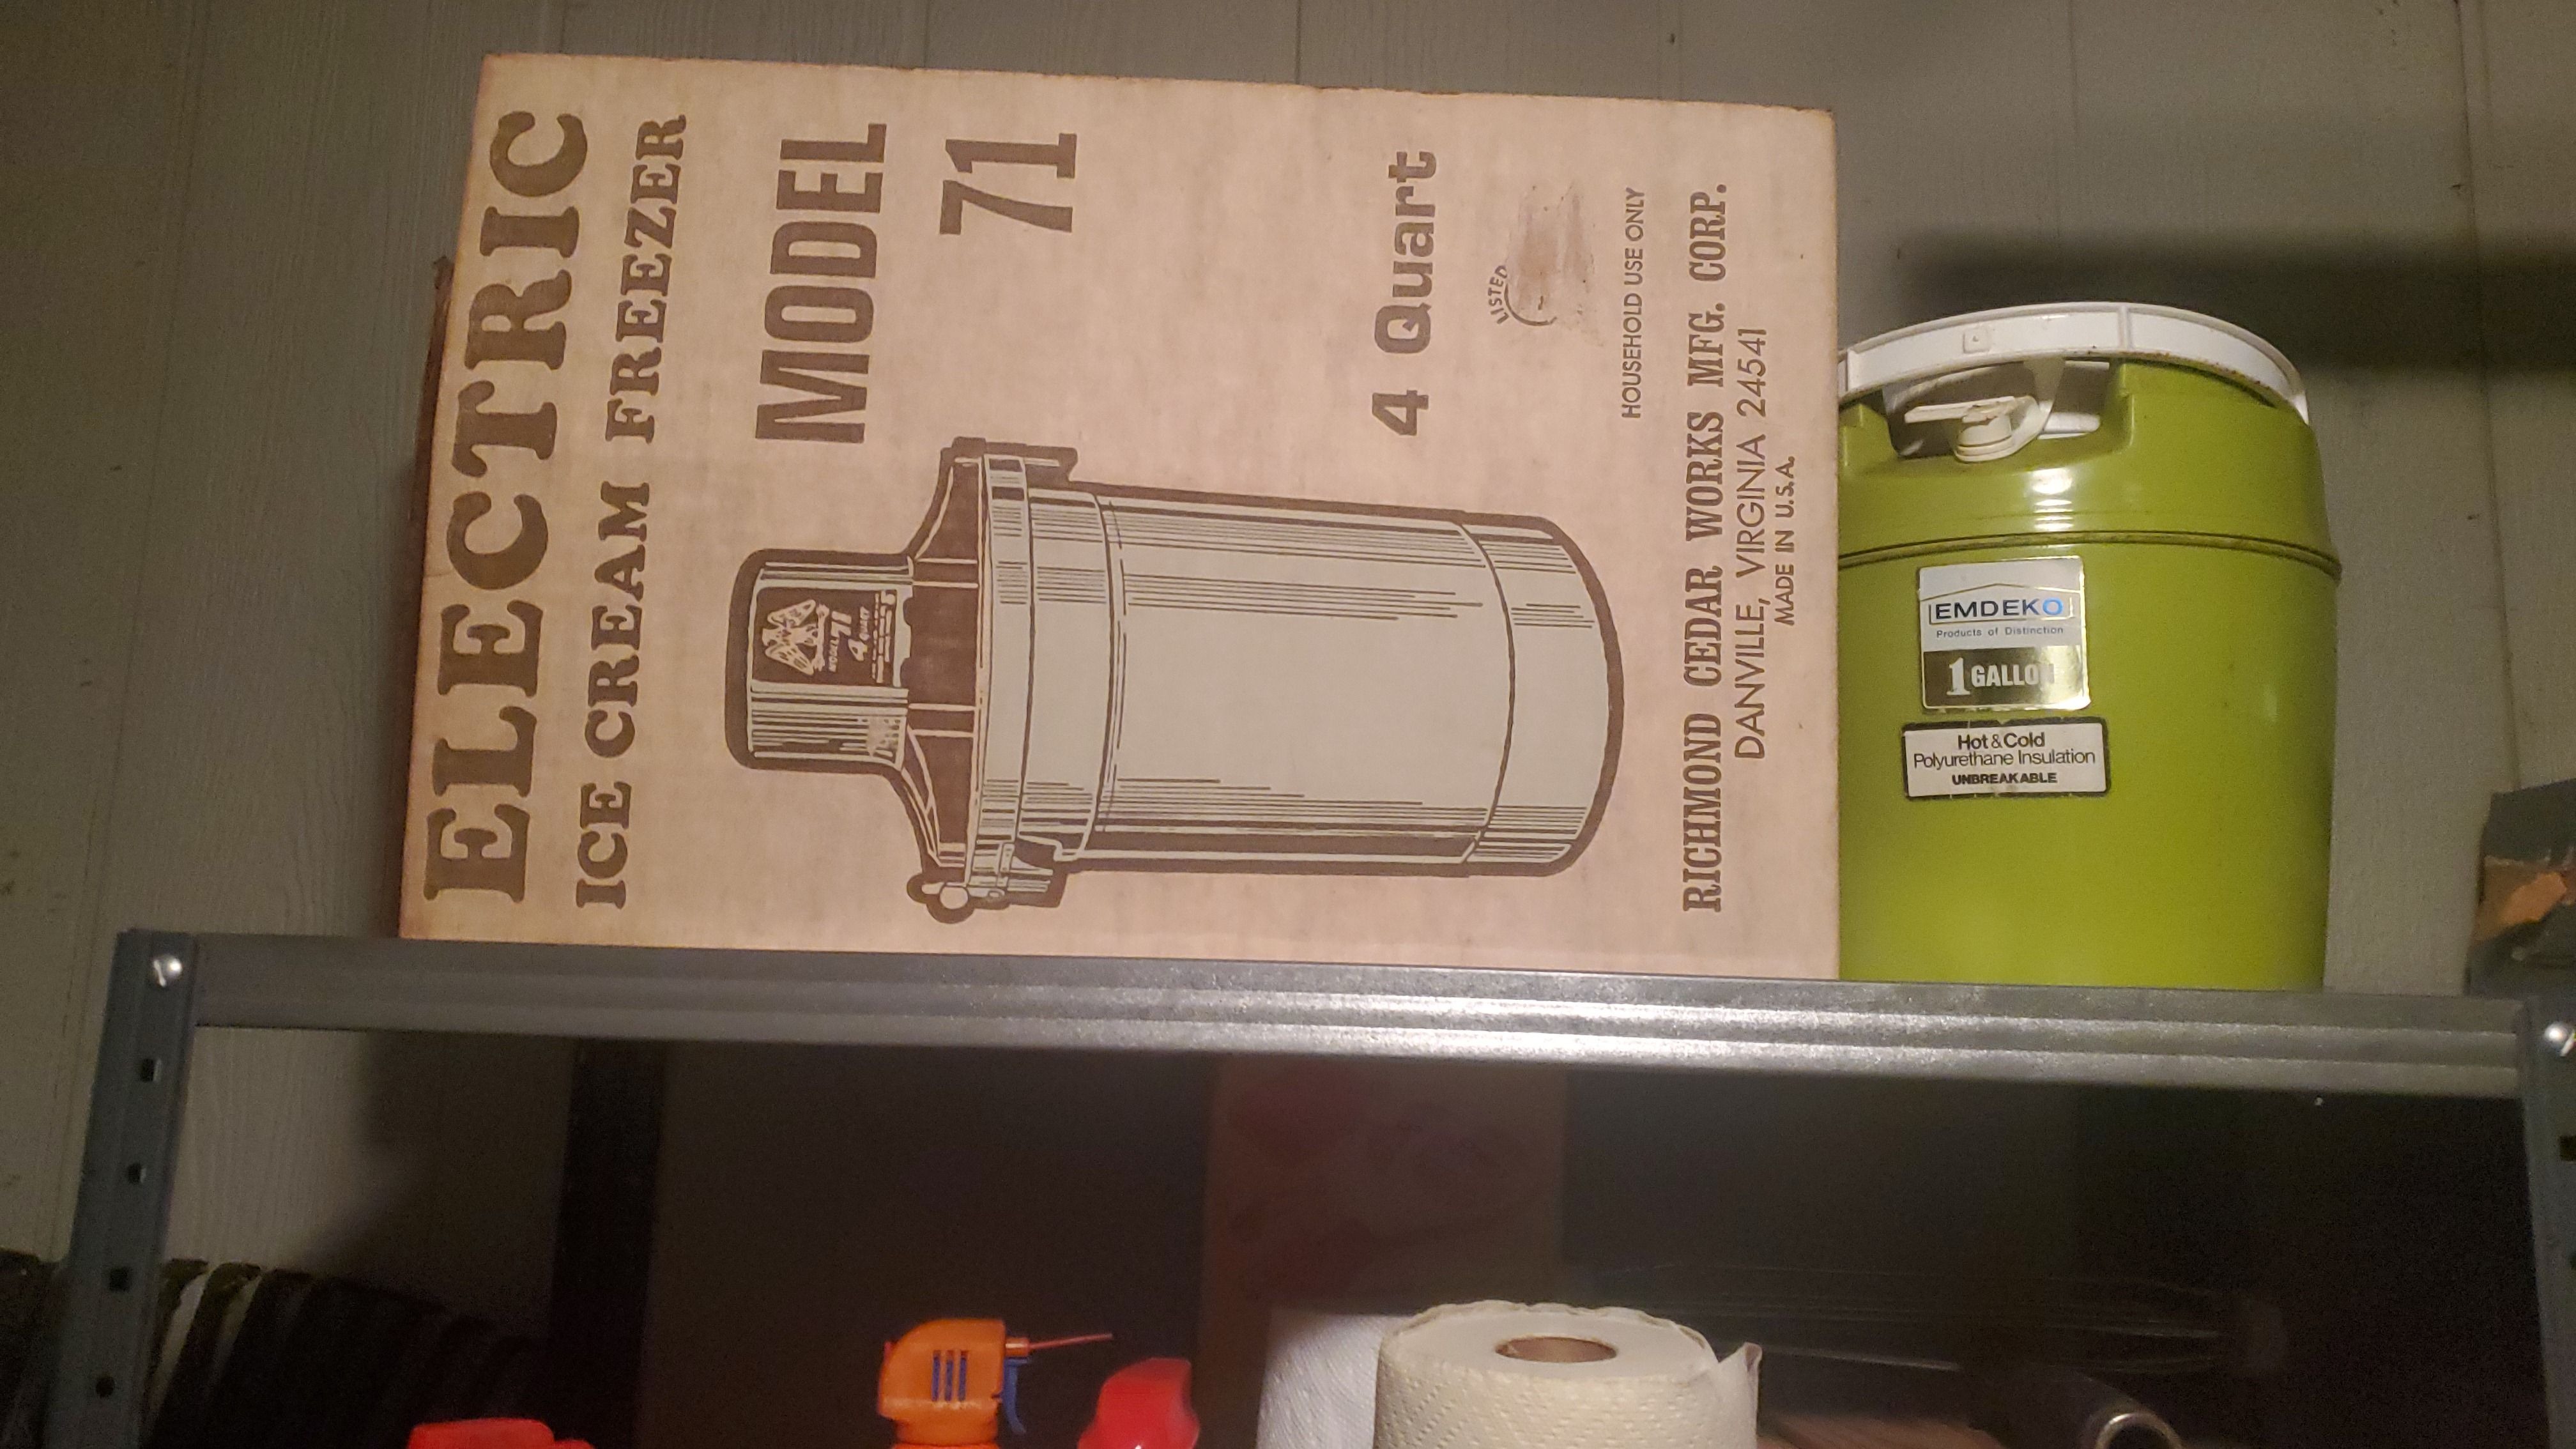 ELECTRIC
ICE CREAM FREEZER
MODEL
71
4 Quart
LISTED
HOUSEHOLD USE ONLY
RICHMOND CEDAR WORKS MFG. CORP.
DANVILLE, VIRGINIA 24541
MADE IN U.S.A.
MODEL 71
4 QUART
EMDEKO
Products of Distinction
1 GALLON
Hot & Cold
Polyurethane Insulation
UNBREAKABLE